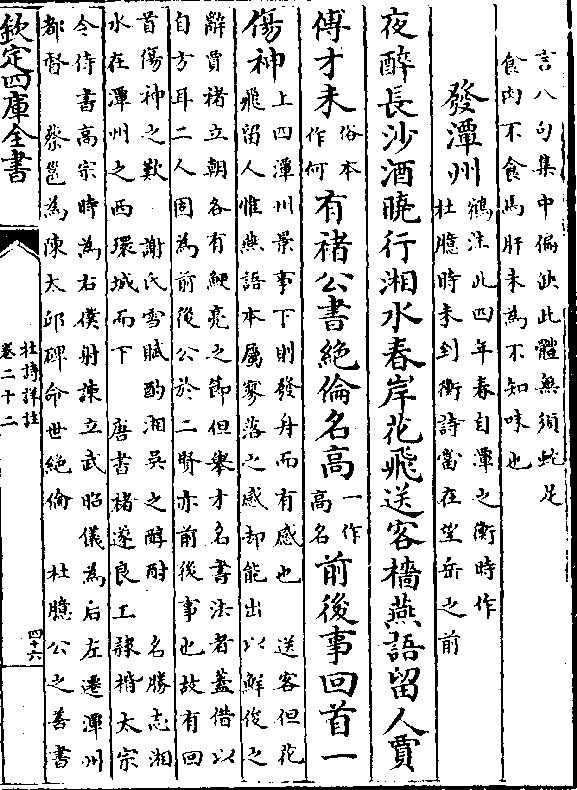 言八句集中偏缺此體無須蛇足
食肉不食馬肝未為不知味也
發潭州 鶴注此四年春自潭之衡時作
杜臆時未到衡詩當在望岳之前
夜醉長沙酒曉行湘水春岸花飛送客檣燕語留人賈
傅才未 俗本作何 有褚公書絶倫名高 一作高名 前後事回首一
傷神 上四潭州景事下則發身而有感也 送客但花
飛留人惟燕語本屬寥落之感却能出以鮮俊之
辭賈褚立朝各有鯁亮之節但舉才名書法者蓋借以
自方耳二人固為前後公於二賢亦前後事也故有回
首傷神之歎 謝氏雪賦酌湘吳之醇酎 名勝志湘
水在潭州之西環城而下 唐書褚遂良工隸楷太宗
令侍書高宗時為右僕射諫立武昭儀為后左遷潭州
都督 蔡邕為陳太邱碑命世絶倫 杜臆公之善書
欽定四庫全書
杜詩詳註
卷二十二
四十六